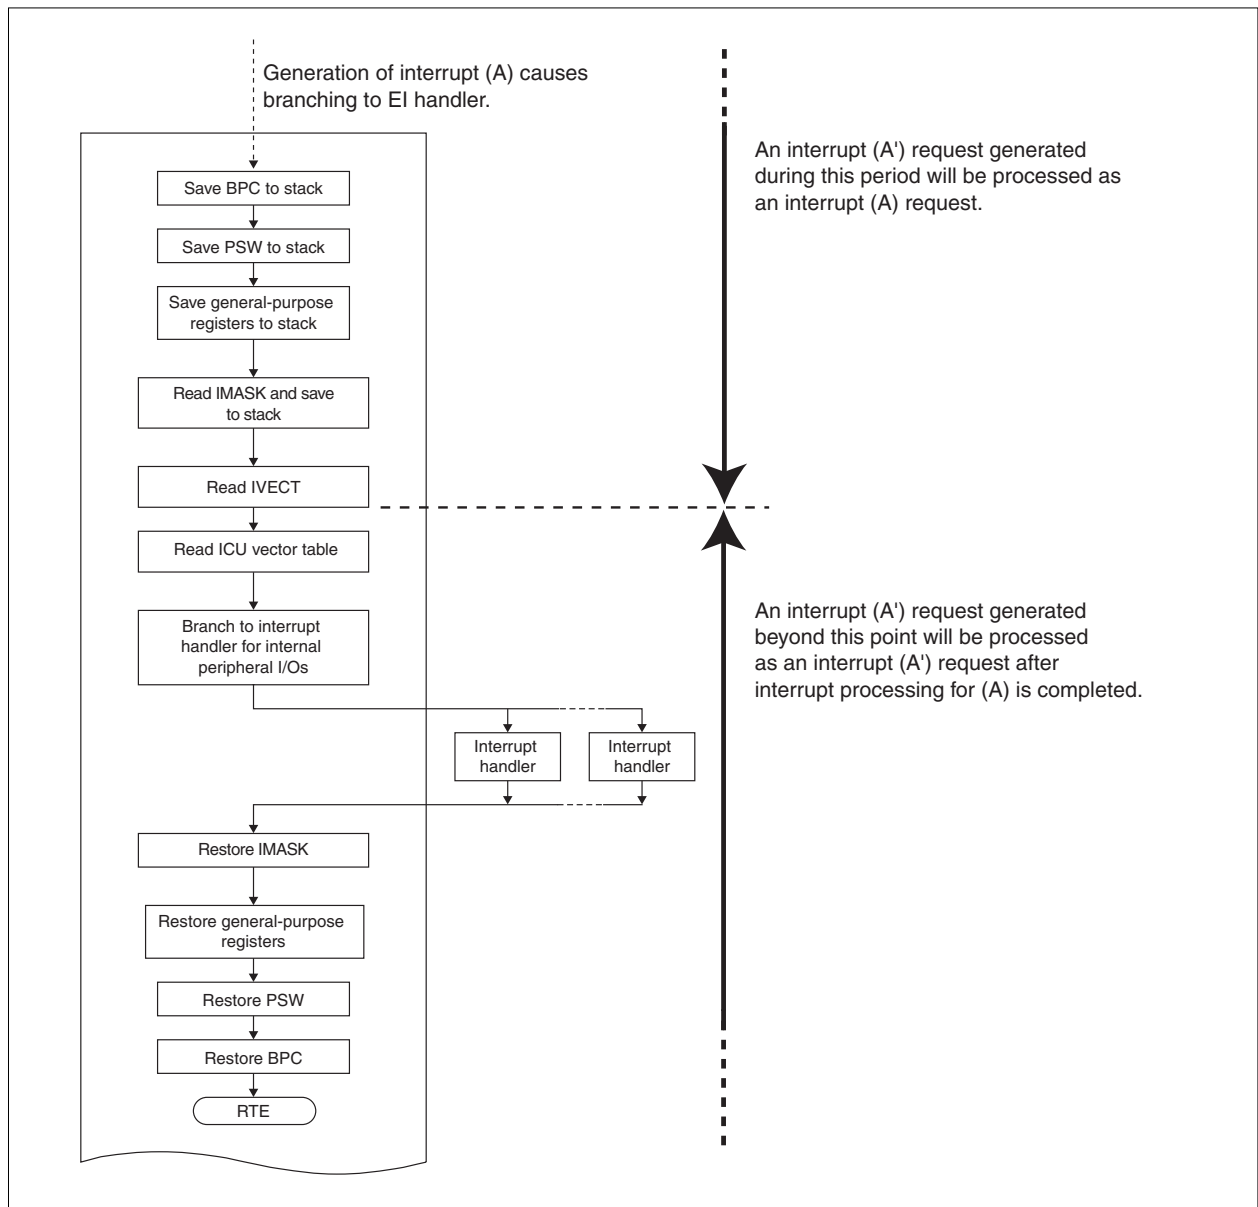 Generation of interrupt (A) causes
branching to EI handler.
An interrupt (A') request generated
during this period will be processed as
an interrupt (A) request.
Save BPC to stack
Save PSW to stack
Save general-purpose
registers to stack
Read IMASK and save
to stack
Read IVECT
Read ICU vector table
Branch to interrupt
handler for internal
peripheral I/Os
An interrupt (A') request generated
beyond this point will be processed
as an interrupt (A') request after
interrupt processing for (A) is completed.
Interrupt
handler
Interrupt
handler
Restore IMASK
Restore general-purpose
registers
Restore PSW
Restore BPC
RTE